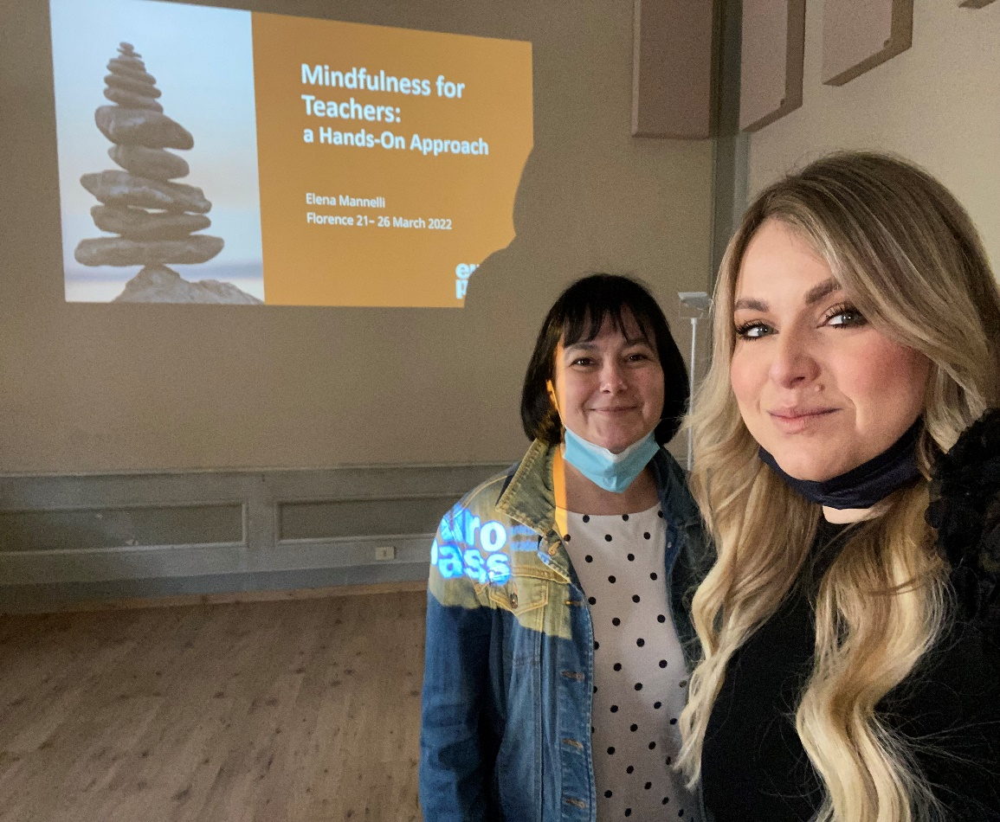 Mindfulness for
Teachers:
a Hands-On Approach
Elena Mannelli
Florence 21– 26 March 2022